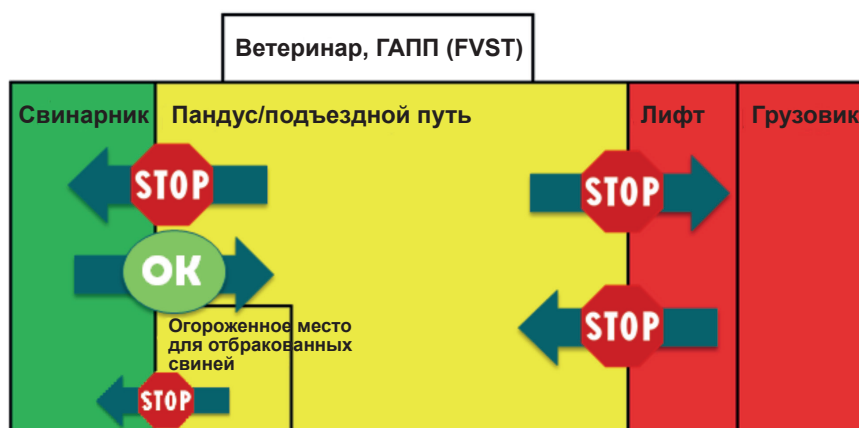 Ветеринар, ГАПП (FVST)
Свинарник
Пандус/подъездной путь
Лифт
Грузовик
STOP
STOP
OK
STOP
Огороженное место
для отбракованных
свиней
STOP